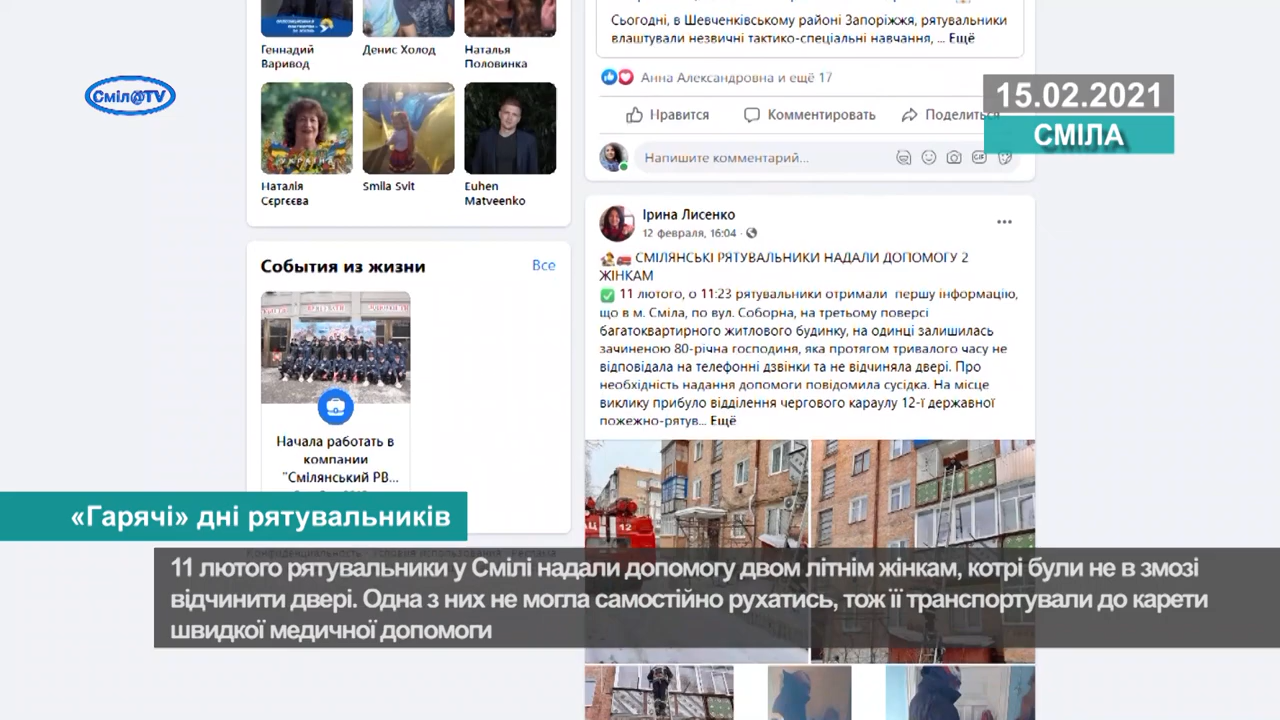 Геннадий
Варивод
Денис Холод
Наталья
Половинка
Наталія
Сєргєєва
Smila Svit
Euhen
Matveenko
События из жизни
Все
Начала работать в
компании
"Смілянський РВ...
Сьогодні, в Шевченківському районі Запоріжжя, рятувальники
влаштували незвичні тактико-спеціальні навчання, ... Ещё
Анна Александровна и ещё 17
Нравится
Комментировать
Поделиться
Напишите комментарий...
GIF
Ірина Лисенко
12 февраля, 16:04 ·
СМІЛЯНСЬКІ РЯТУВАЛЬНИКИ НАДАЛИ ДОПОМОГУ 2
ЖІНКАМ
11 лютого, о 11:23 рятувальники отримали першу інформацію,
що в м. Сміла, по вул. Соборна, на третьому поверсі
багатоквартирного житлового будинку, на одинці залишилась
зачиненою 80-річна господиня, яка протягом тривалого часу не
відповідала на телефонні дзвінки та не відчиняла двері. Про
необхідність надання допомоги повідомила сусідка. На місце
виклику прибуло відділення чергового караулу 12-ї державної
пожежно-рятув... Ещё
12
Сміл@TV
15.02.2021
СМІЛА
«Гарячі» дні рятувальників
11 лютого рятувальники у Смілі надали допомогу двом літнім жінкам, котрі були не в змозі
відчинити двері. Одна з них не могла самостійно рухатись, тож її транспортували до карети
швидкої медичної допомоги